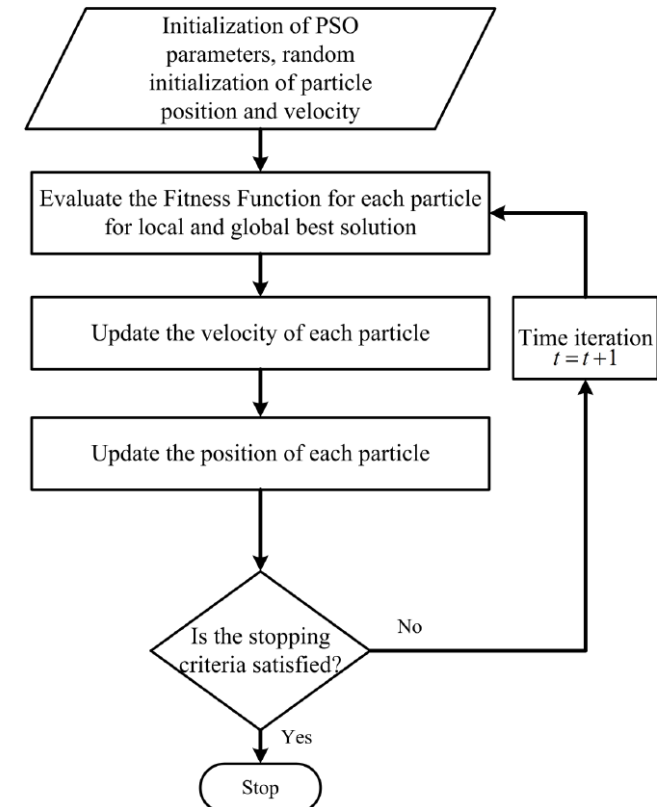 Initialization of PSO
parameters, random
initialization of particle
position and velocity
Evaluate the Fitness Function for each particle
for local and global best solution
Update the velocity of each particle
Time iteration
t = t +1
Update the position of each particle
Is the stopping
criteria satisfied?
No
Yes
Stop